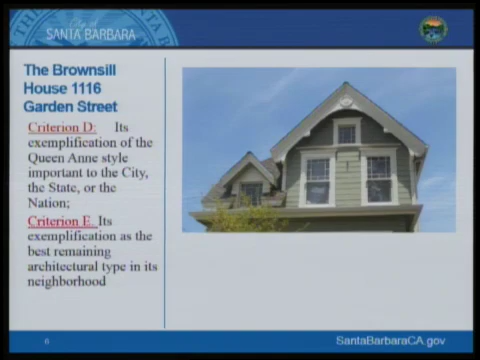 City of
SANTA BARBARA
The Brownsill
House 1116
Garden Street
Criterion D: Its
exemplification of the
Queen Anne style
important to the City,
the State, or the
Nation;
Criterion E. Its
exemplification as the
best remaining
architectural type in its
neighborhood
6
SantaBarbaraCA.gov